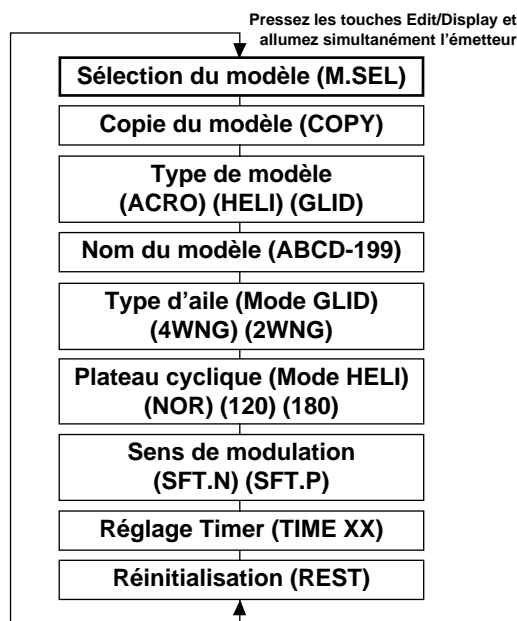 Pressez les touches Edit/Display et
allumez simultanément l'émetteur
Sélection du modèle (M.SEL)
Copie du modèle (COPY)
Type de modèle
(ACRO) (HELI) (GLID)
Nom du modèle (ABCD-199)
Type d'aile (Mode GLID)
(4WNG) (2WNG)
Plateau cyclique (Mode HELI)
(NOR) (120) (180)
Sens de modulation
(SFT.N) (SFT.P)
Réglage Timer (TIME XX)
Réinitialisation (REST)